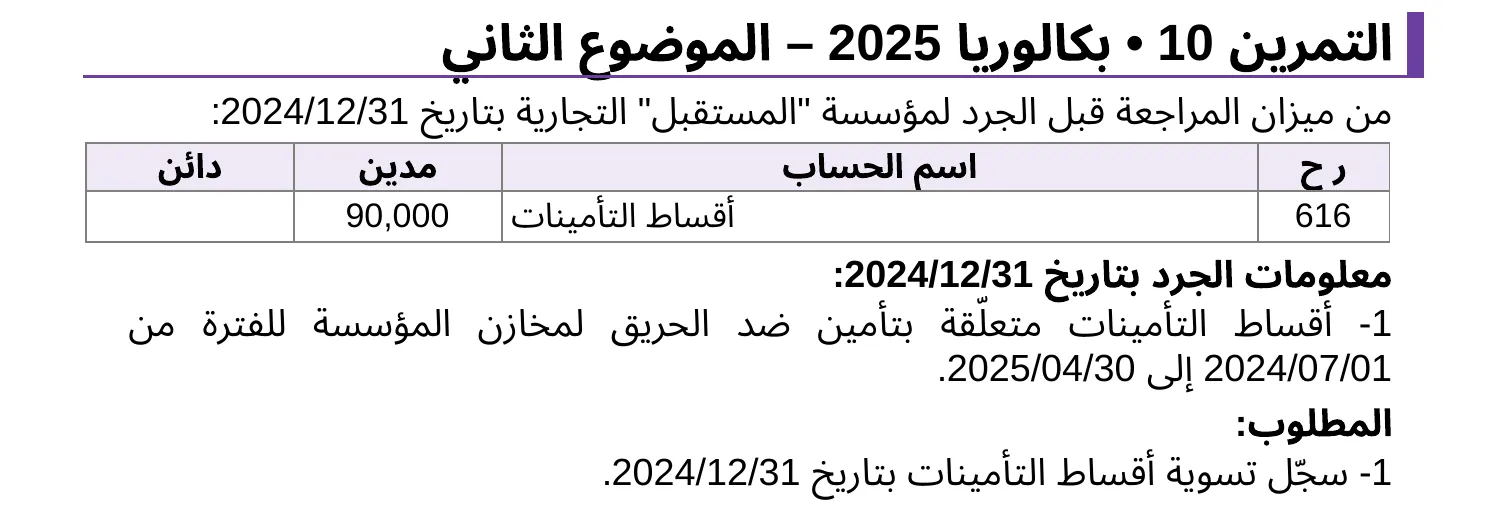 التمرين 10 • بكالوريا 2025 – الموضوع الثاني
من ميزان المراجعة قبل الجرد لمؤسسة "المستقبل" التجارية بتاريخ 2024/12/31:
ر ح اسم الحساب مدين دائن
616 أقساط التأمينات 90,000
معلومات الجرد بتاريخ 2024/12/31:
1- أقساط التأمينات متعلّقة بتأمين ضد الحريق لمخازن المؤسسة للفترة من
2024/07/01 إلى 2025/04/30.
المطلوب:
1- سجّل تسوية أقساط التأمينات بتاريخ 2024/12/31.